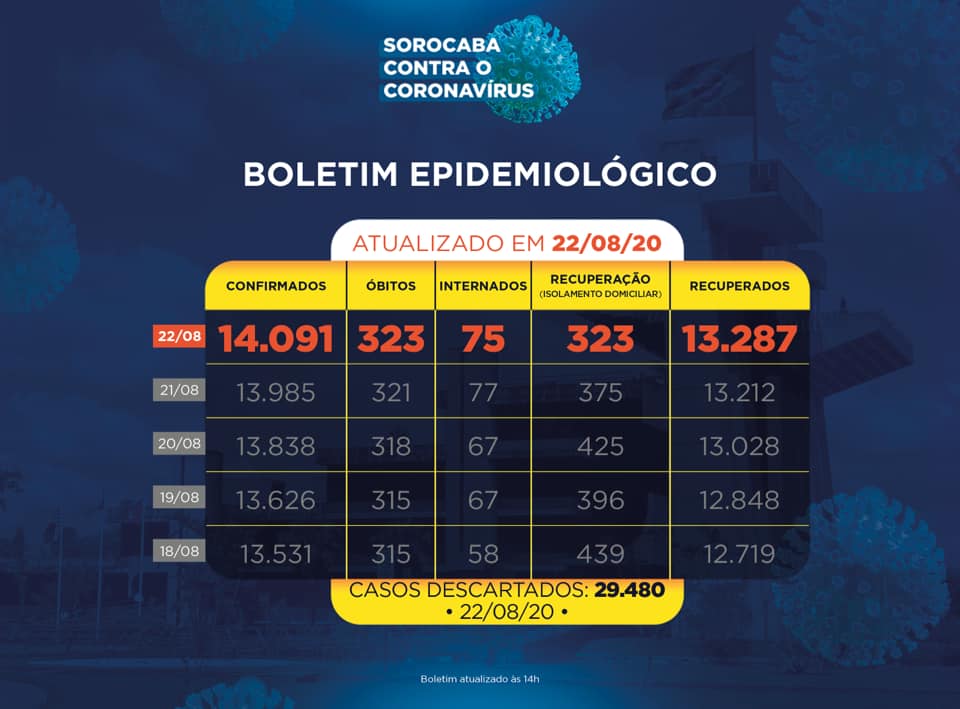 SOROCABA
CONTRA O
CORONAVÍRUS
BOLETIM EPIDEMIOLÓGICO
ATUALIZADO EM 22/08/20
CONFIRMADOS ÓBITOS INTERNADOS RECUPERAÇÃO (ISOLAMENTO DOMICILIAR) RECUPERADOS
22/08 14.091 323 75 323 13.287
21/08 13.985 321 77 375 13.212
20/08 13.838 318 67 425 13.028
19/08 13.626 315 67 396 12.848
18/08 13.531 315 58 439 12.719
CASOS DESCARTADOS: 29.480
• 22/08/20 •
Boletim atualizado às 14h